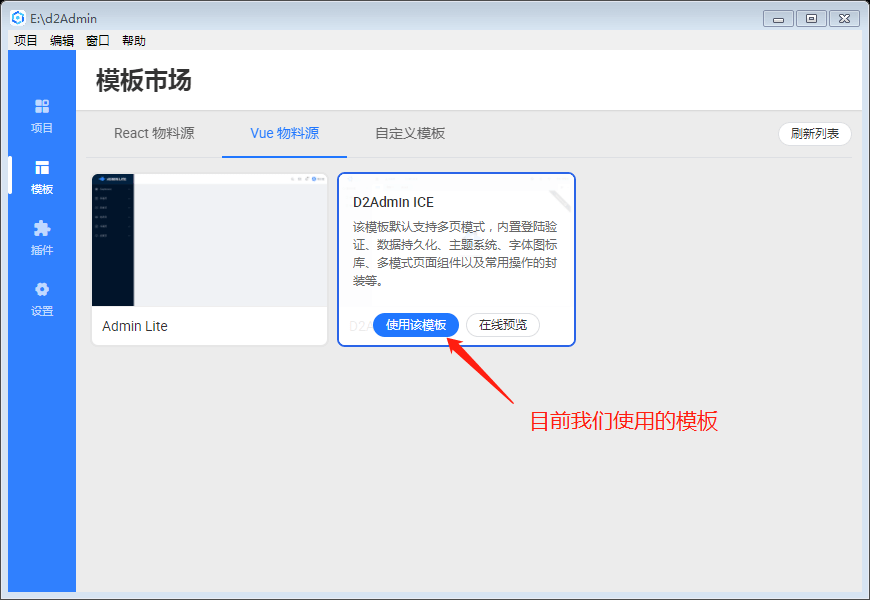 E:\d2Admin
项目 编辑 窗口 帮助
模板市场
项目
模板
插件
设置
React 物料源 Vue 物料源 自定义模板 刷新列表
ADMIN LITE
Admin Lite
D2Admin ICE
该模板默认支持多页模式，内置登陆验
证、数据持久化、主题系统、字体图标
库、多模式页面组件以及常用操作的封
装等。
使用该模板 在线预览
目前我们使用的模板